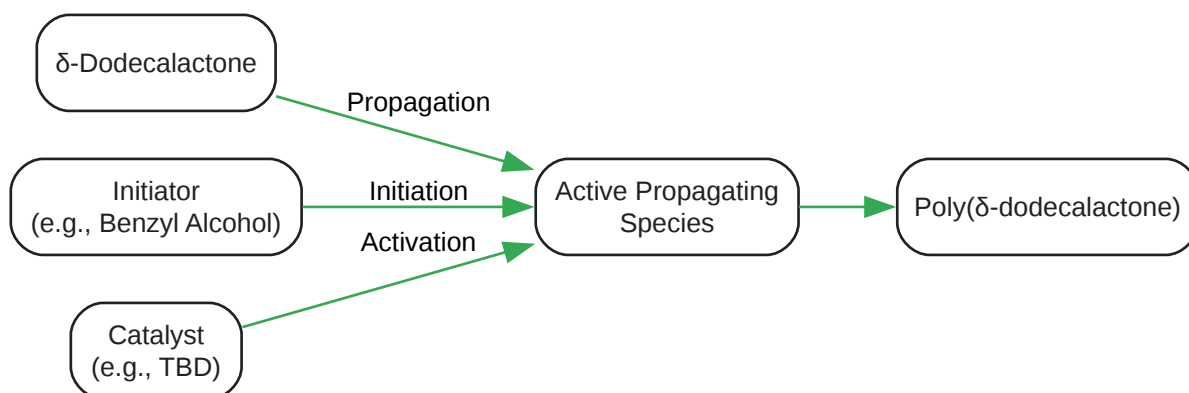 δ-Dodecalactone
Propagation
Initiator
(e.g., Benzyl Alcohol)
Initiation
Active Propagating
Species
Poly(δ-dodecalactone)
Activation
Catalyst
(e.g., TBD)